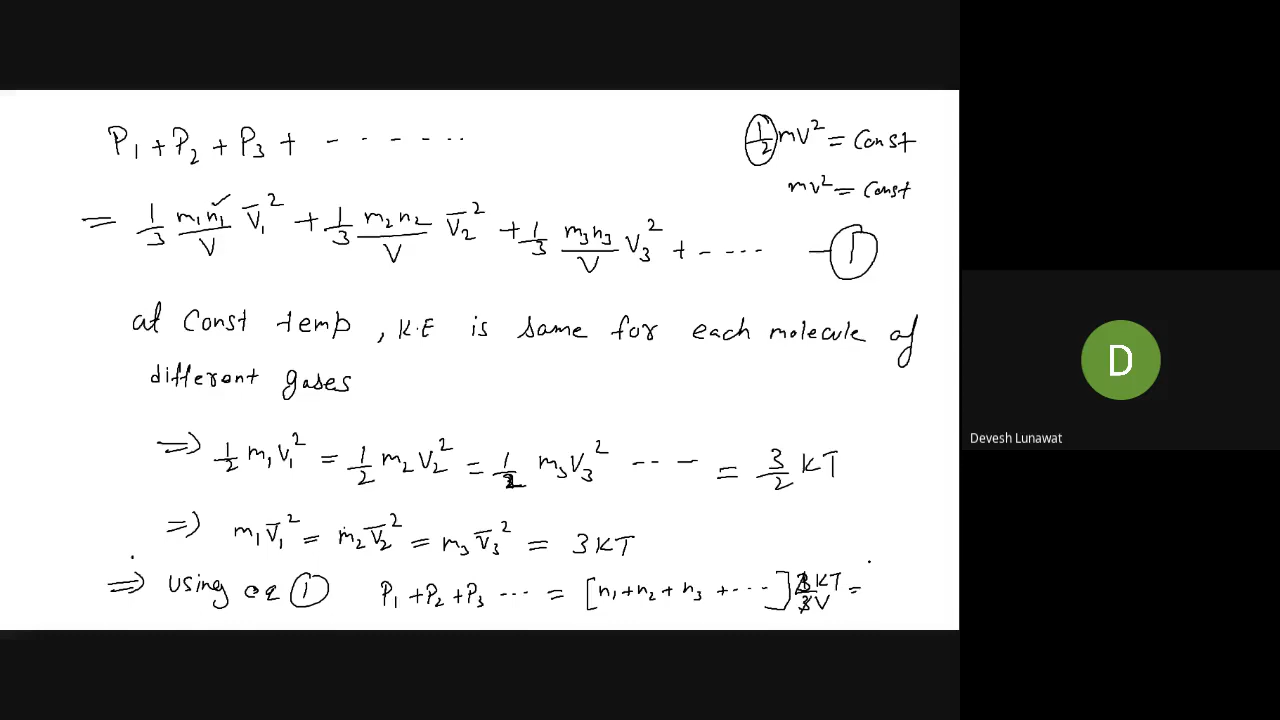 P₁ + P₂ + P₃ + - - - - - -
½ mv² = Const
mv² = Const
= 1/3 m₁n₁/V v̄₁² + 1/3 m₂n₂/V v̄₂² + 1/3 m₃n₃/V v₃² + - - - - - ①
at Const temp , K.E is same for each molecule of
different gases
=> ½ m₁v₁² = ½ m₂v₂² = ½ m₃v₃² - - - = 3/2 KT
=> m₁v̄₁² = m₂v̄₂² = m₃v̄₃² = 3KT
=> using eq ① P₁ + P₂ + P₃ - - - = [n₁ + n₂ + n₃ + - - - ] 3KT/3V =
D
Devesh Lunawat